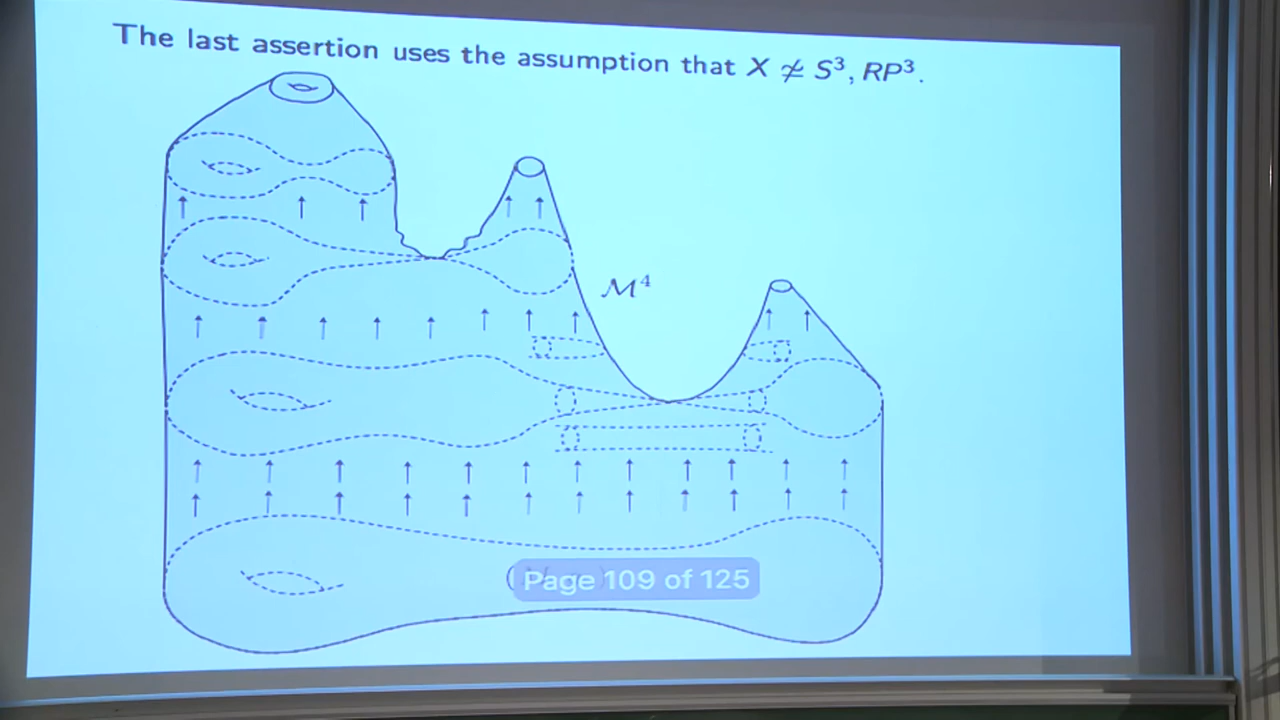 The last assertion uses the assumption that X ≄ S³, RP³.
M⁴
Page 109 of 125